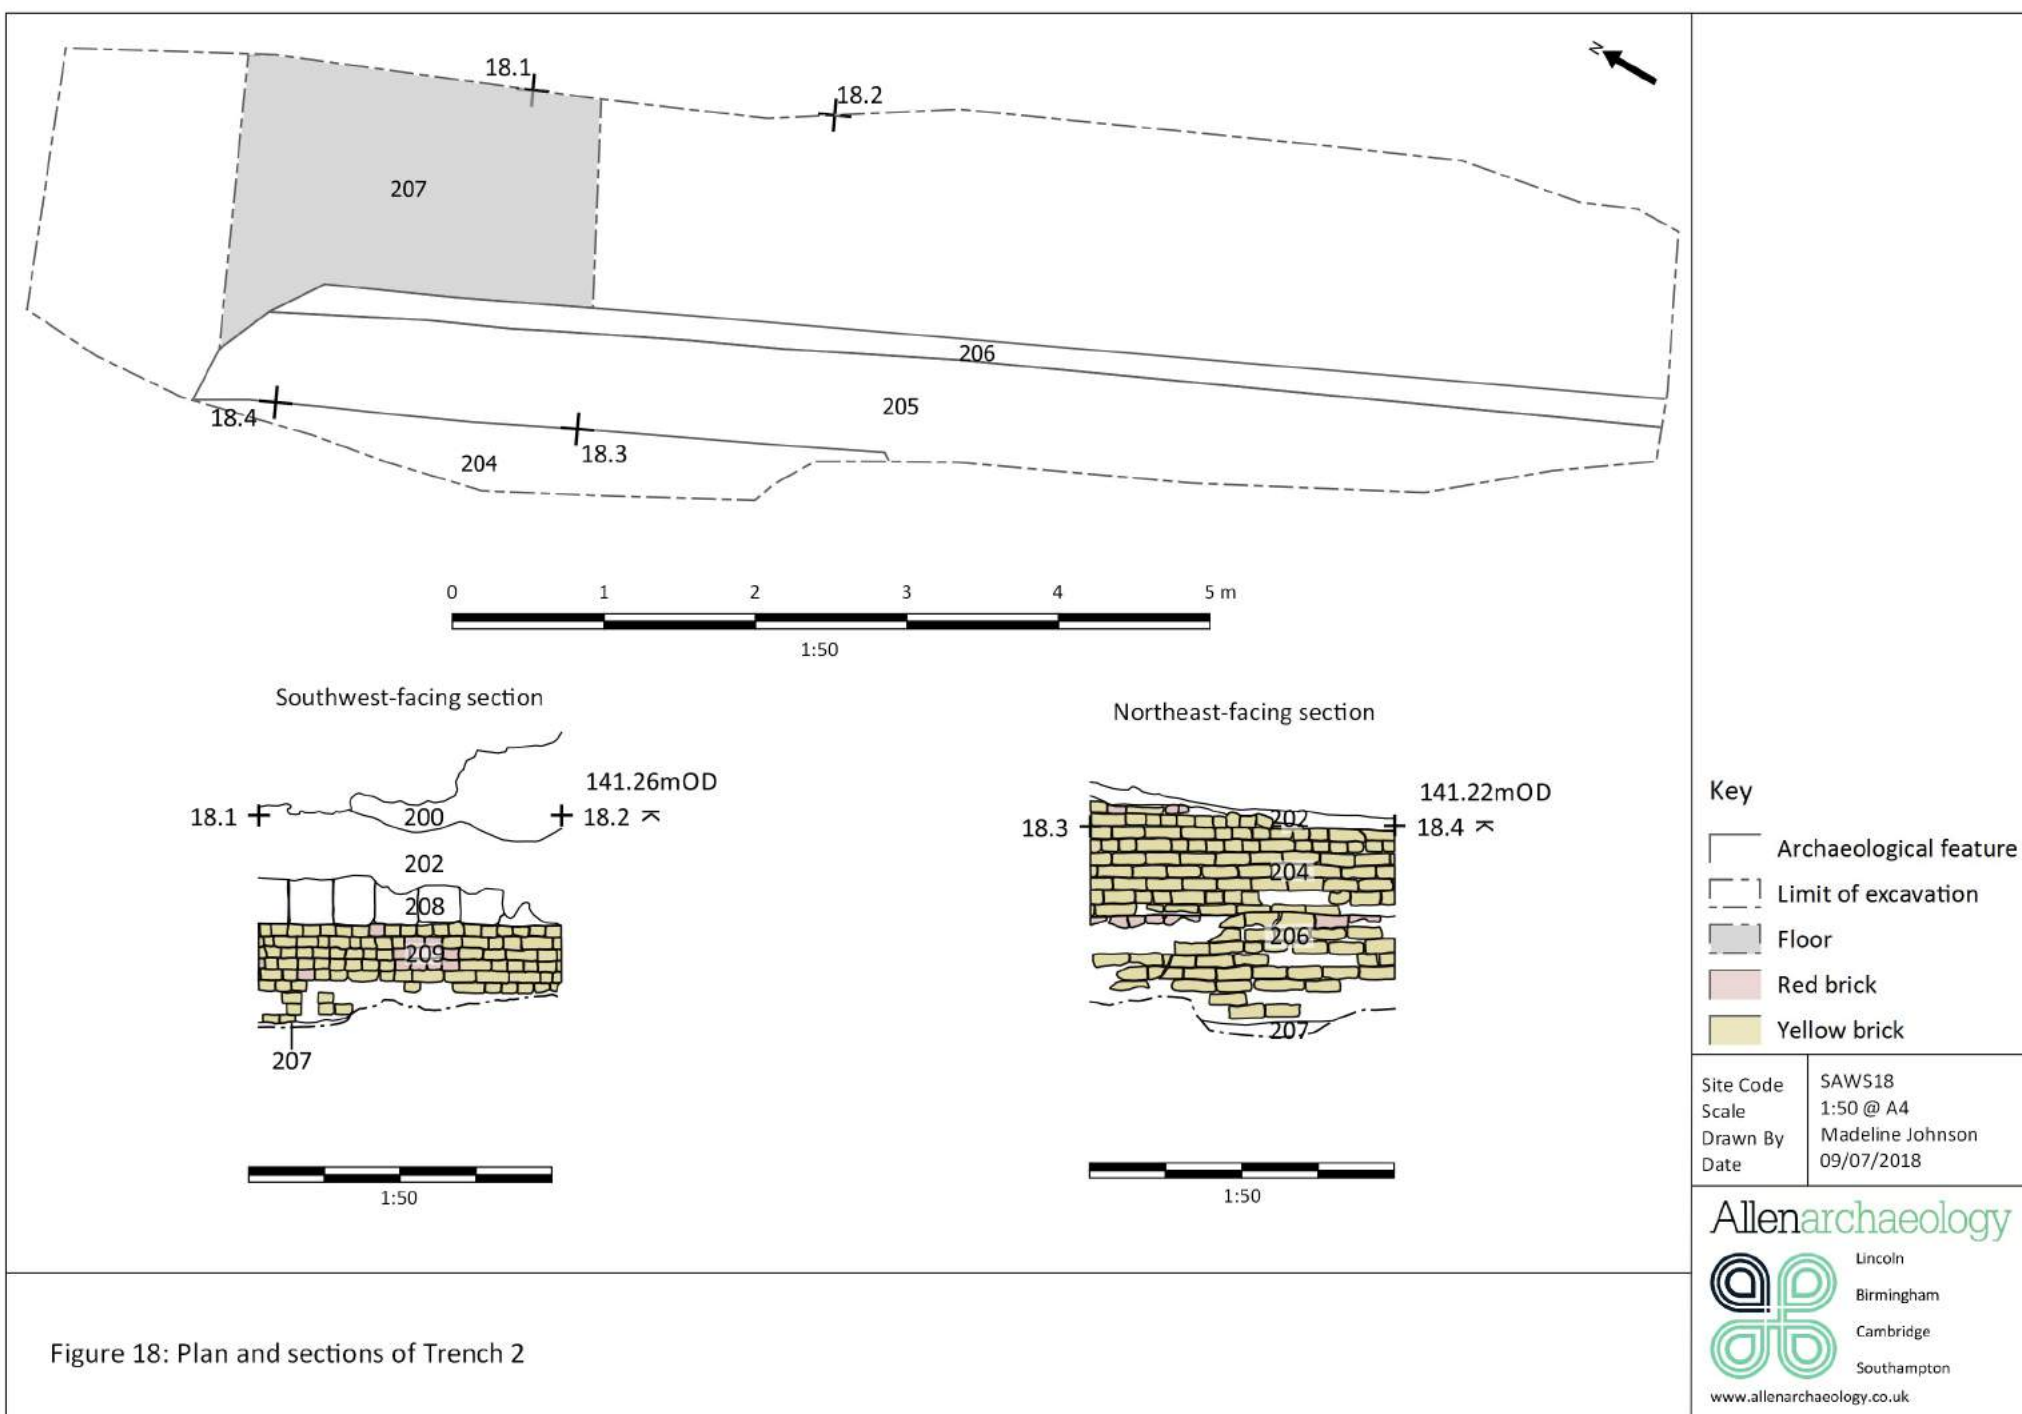 N
18.1
18.2
207
206
205
18.4
18.3
204
0 1 2 3 4 5 m
1:50
Southwest-facing section
141.26mOD
18.1
200
18.2
202
208
209
207
1:50
Northeast-facing section
141.22mOD
18.3
202
18.4
204
206
207
1:50
Key
Archaeological feature
Limit of excavation
Floor
Red brick
Yellow brick
Site Code SAWS18
Scale 1:50 @ A4
Drawn By Madeline Johnson
Date 09/07/2018
Allenarchaeology
Lincoln
Birmingham
Cambridge
Southampton
www.allenarchaeology.co.uk
Figure 18: Plan and sections of Trench 2